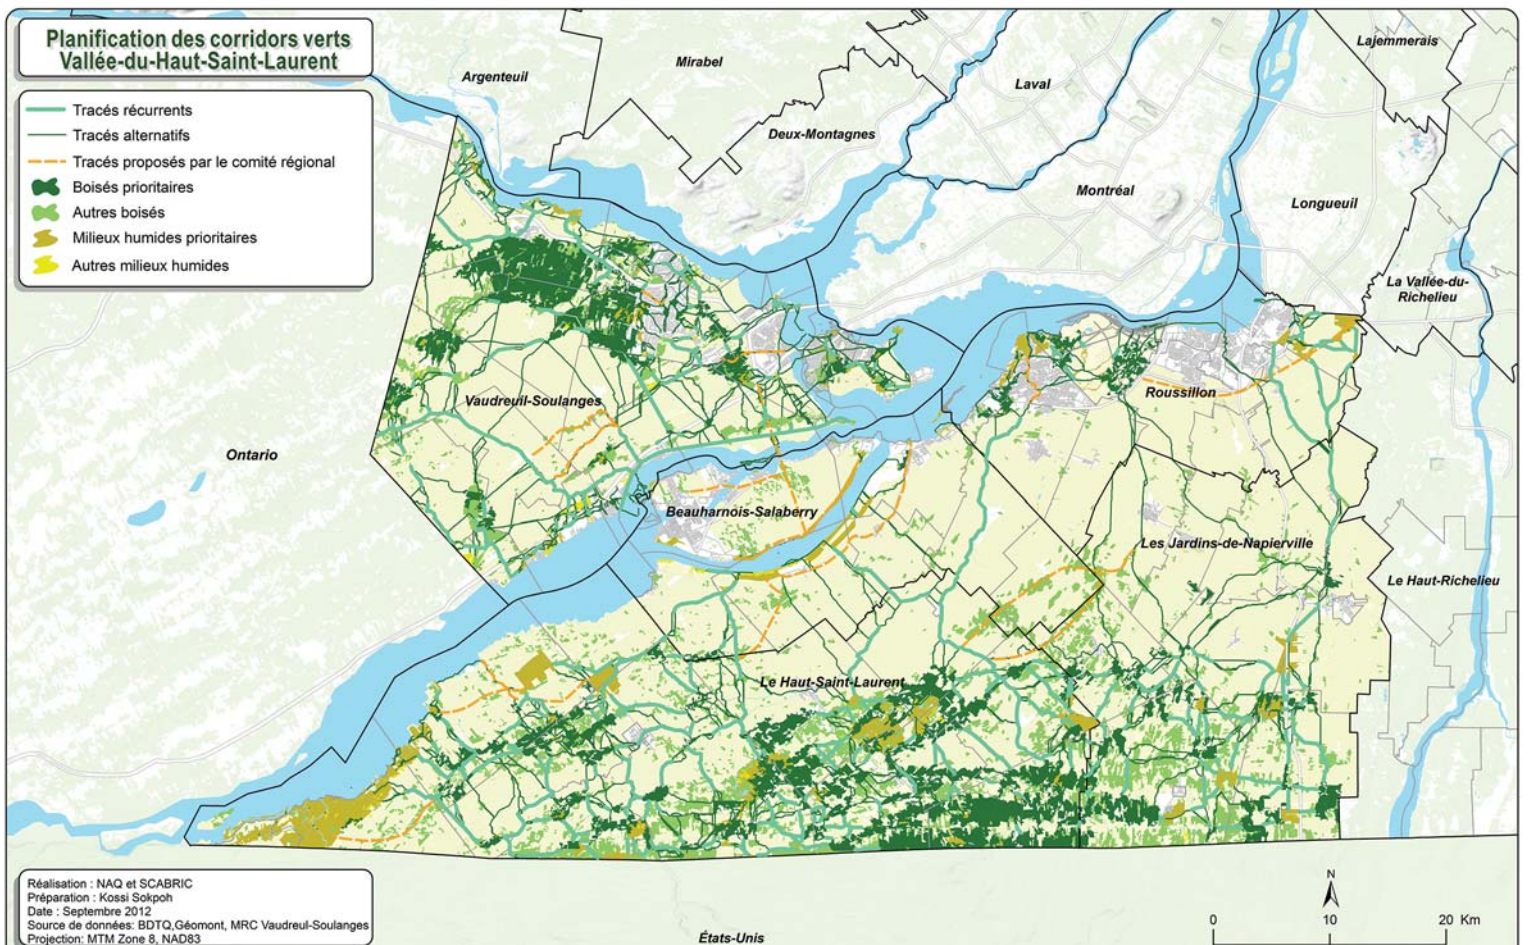 Planification des corridors verts
Vallée-du-Haut-Saint-Laurent
Tracés récurrents
Tracés alternatifs
Tracés proposés par le comité régional
Boisés prioritaires
Autres boisés
Milieux humides prioritaires
Autres milieux humides
Argenteuil
Mirabel
Deux-Montagnes
Laval
Lajemmerais
Montréal
Longueuil
La Vallée-du-
Richelieu
Vaudreuil-Soulanges
Roussillon
Ontario
Beauharnois-Salaberry
Les Jardins-de-Napierville
Le Haut-Richelieu
Le Haut-Saint-Laurent
États-Unis
Réalisation : NAQ et SCABRIC
Préparation : Kossi Sokpoh
Date : Septembre 2012
Source de données: BDTQ,Géomont, MRC Vaudreul-Soulanges
Projection: MTM Zone 8, NAD83
N
0 10 20 Km